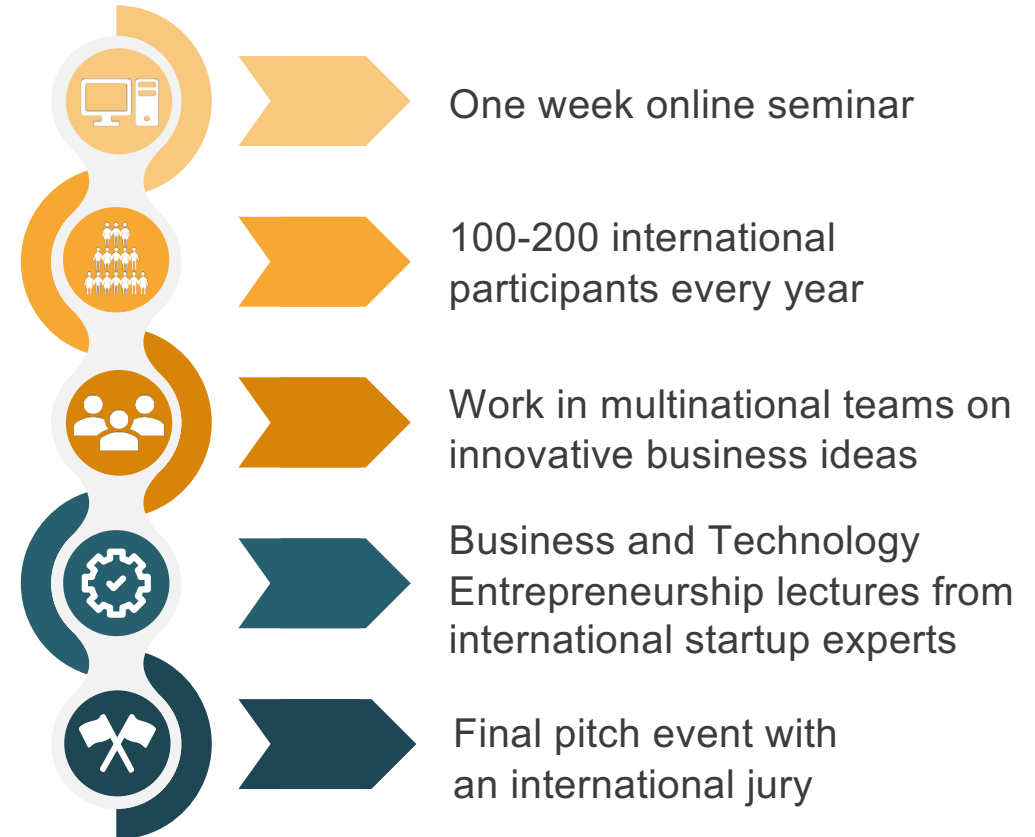 One week online seminar
100-200 international
participants every year
Work in multinational teams on
innovative business ideas
Business and Technology
Entrepreneurship lectures from
international startup experts
Final pitch event with
an international jury